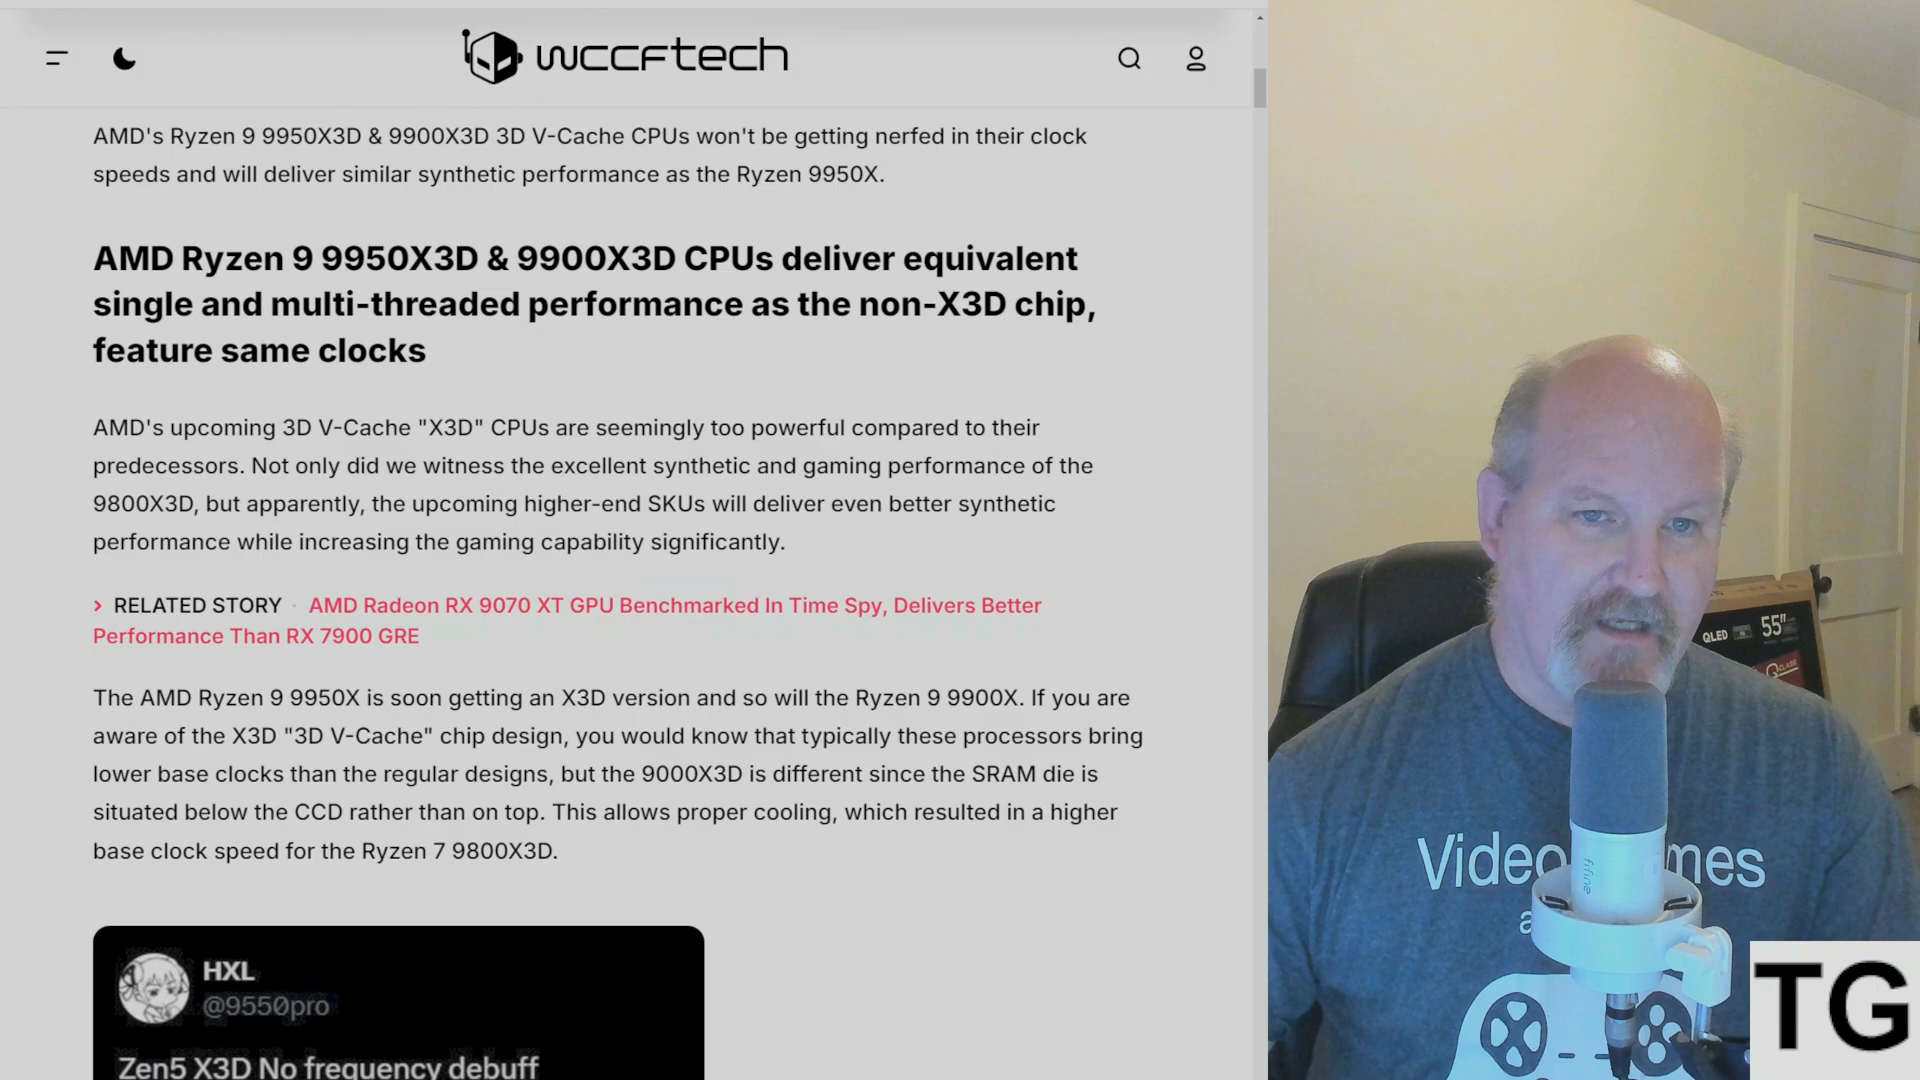 wccftech
AMD's Ryzen 9 9950X3D & 9900X3D 3D V-Cache CPUs won't be getting nerfed in their clock
speeds and will deliver similar synthetic performance as the Ryzen 9950X.
AMD Ryzen 9 9950X3D & 9900X3D CPUs deliver equivalent
single and multi-threaded performance as the non-X3D chip,
feature same clocks
AMD's upcoming 3D V-Cache "X3D" CPUs are seemingly too powerful compared to their
predecessors. Not only did we witness the excellent synthetic and gaming performance of the
9800X3D, but apparently, the upcoming higher-end SKUs will deliver even better synthetic
performance while increasing the gaming capability significantly.
RELATED STORY · AMD Radeon RX 9070 XT GPU Benchmarked In Time Spy, Delivers Better
Performance Than RX 7900 GRE
The AMD Ryzen 9 9950X is soon getting an X3D version and so will the Ryzen 9 9900X. If you are
aware of the X3D "3D V-Cache" chip design, you would know that typically these processors bring
lower base clocks than the regular designs, but the 9000X3D is different since the SRAM die is
situated below the CCD rather than on top. This allows proper cooling, which resulted in a higher
base clock speed for the Ryzen 7 9800X3D.
HXL
@9550pro
Zen5 X3D No frequency debuff
QLED 55"
fifine
TG